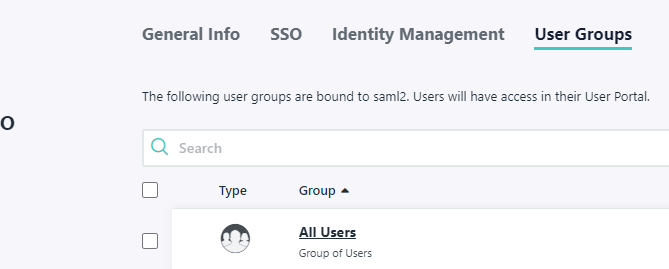 General Info SSO Identity Management User Groups
The following user groups are bound to saml2. Users will have access in their User Portal.
o
Search
Type Group
All Users
Group of Users